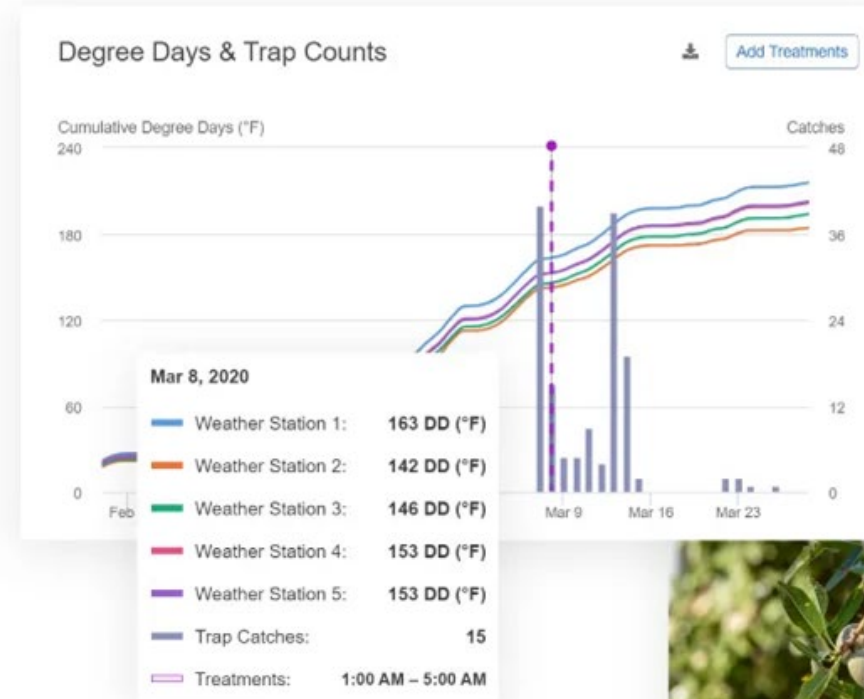 Degree Days & Trap Counts
Add Treatments
Cumulative Degree Days (°F)
Catches
240
48
180
36
120
24
60
12
0
0
Feb
Mar 9
Mar 16
Mar 23
Mar 8, 2020
Weather Station 1: 163 DD (°F)
Weather Station 2: 142 DD (°F)
Weather Station 3: 146 DD (°F)
Weather Station 4: 153 DD (°F)
Weather Station 5: 153 DD (°F)
Trap Catches: 15
Treatments: 1:00 AM – 5:00 AM